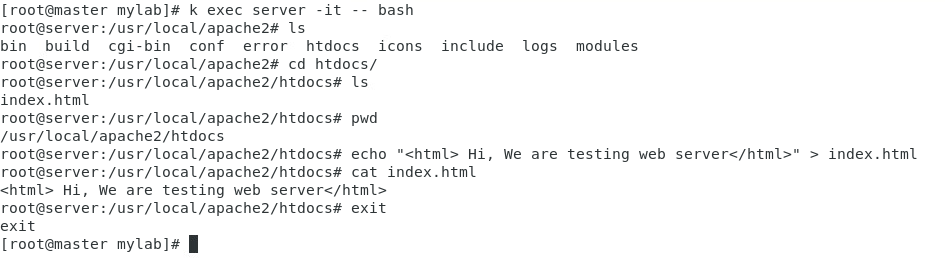 [root@master mylab]# k exec server -it -- bash
root@server:/usr/local/apache2# ls
bin  build  cgi-bin  conf  error  htdocs  icons  include  logs  modules
root@server:/usr/local/apache2# cd htdocs/
root@server:/usr/local/apache2/htdocs# ls
index.html
root@server:/usr/local/apache2/htdocs# pwd
/usr/local/apache2/htdocs
root@server:/usr/local/apache2/htdocs# echo "<html> Hi, We are testing web server</html>" > index.html
root@server:/usr/local/apache2/htdocs# cat index.html
<html> Hi, We are testing web server</html>
root@server:/usr/local/apache2/htdocs# exit
exit
[root@master mylab]#